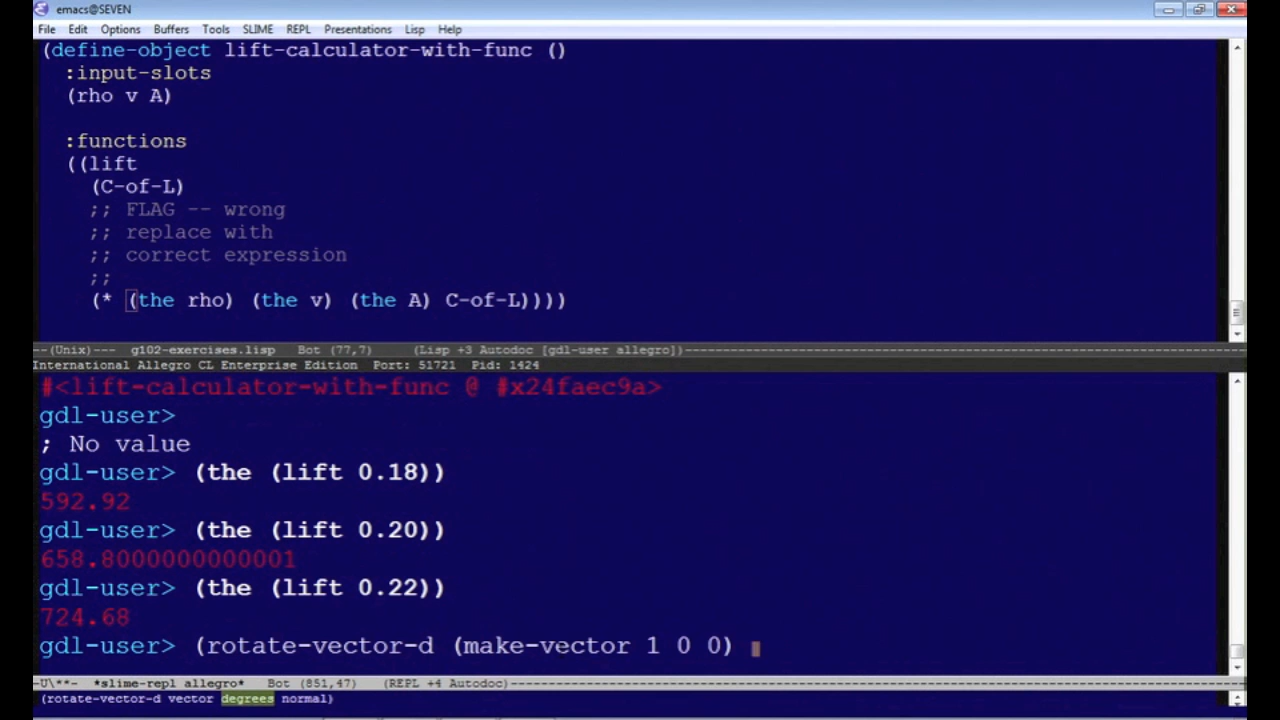 emacs@SEVEN
File Edit Options Buffers Tools SLIME REPL Presentations Lisp Help
(define-object lift-calculator-with-func ()
:input-slots
(rho v A)
:functions
((lift
(C-of-L)
;; FLAG -- wrong
;; replace with
;; correct expression
;;
(* (the rho) (the v) (the A) C-of-L))))
--(Unix)--- g102-exercises.lisp Bot (77,7) (Lisp +3 Autodoc [gdl-user allegro])--------------------
International Allegro CL Enterprise Edition Port: 51721 Pid: 1424
#<lift-calculator-with-func @ #x24faec9a>
gdl-user>
; No value
gdl-user> (the (lift 0.18))
592.92
gdl-user> (the (lift 0.20))
658.8000000000001
gdl-user> (the (lift 0.22))
724.68
gdl-user> (rotate-vector-d (make-vector 1 0 0)
-U\**- *slime-repl allegro* Bot (851,47) (REPL +4 Autodoc)--------------------
(rotate-vector-d vector degrees normal)